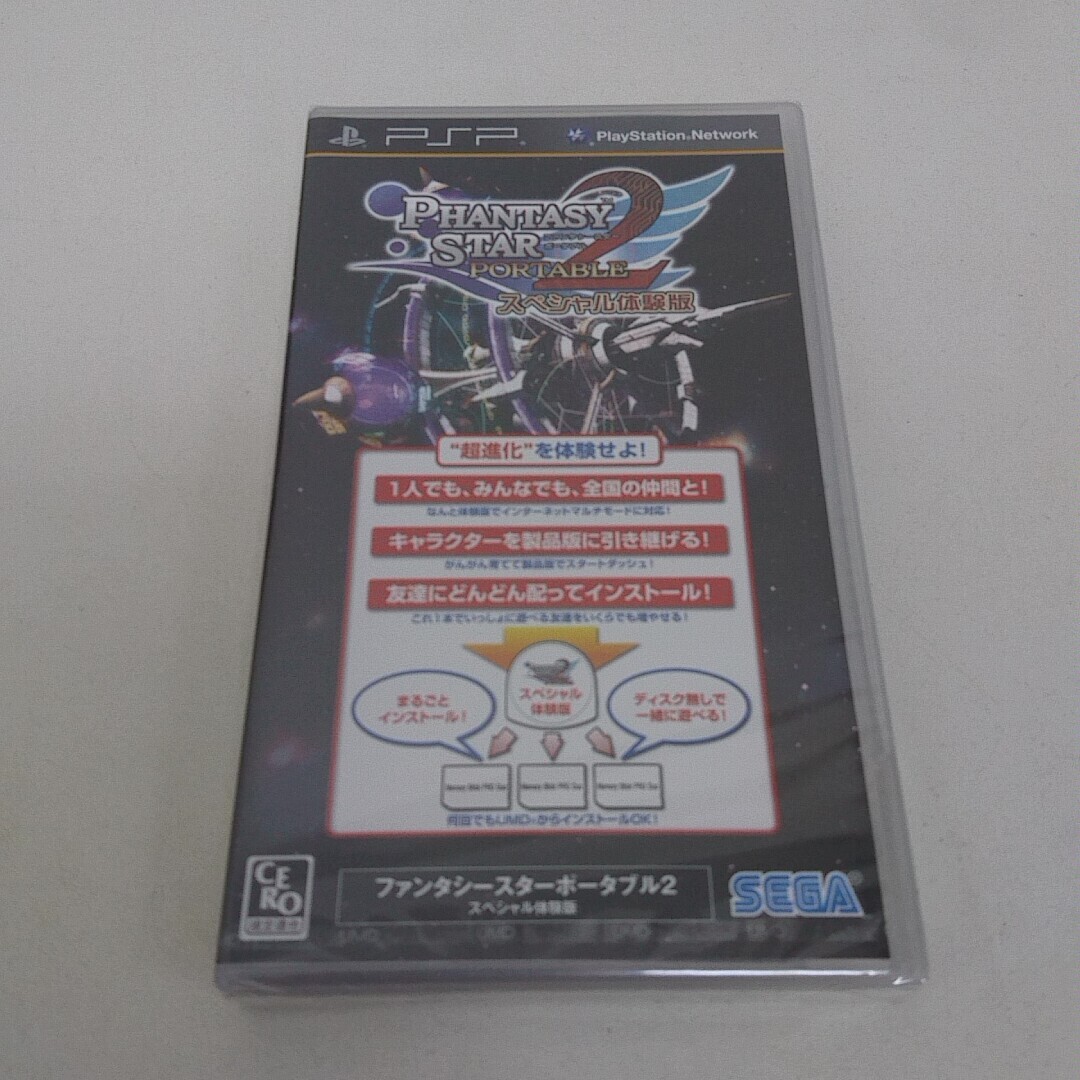 PSP
PlayStation®Network
PHANTASY
STAR
PORTABLE 2
スペシャル体験版
"超進化"を体験せよ!
1人でも、みんなでも、全国の仲間と!
なんと体験版でインターネットマルチモードに対応!
キャラクターを製品版に引き継げる!
がんがん育てて製品版でスタートダッシュ!
友達にどんどん配ってインストール!
これ1本でいっしょに遊べる友達をいくらでも増やせる!
スペシャル
体験版
まるごと
インストール!
ディスク無しで
一緒に遊べる!
何回でもUMD®からインストールOK!
CERO
ファンタシースターポータブル2
スペシャル体験版
SEGA®